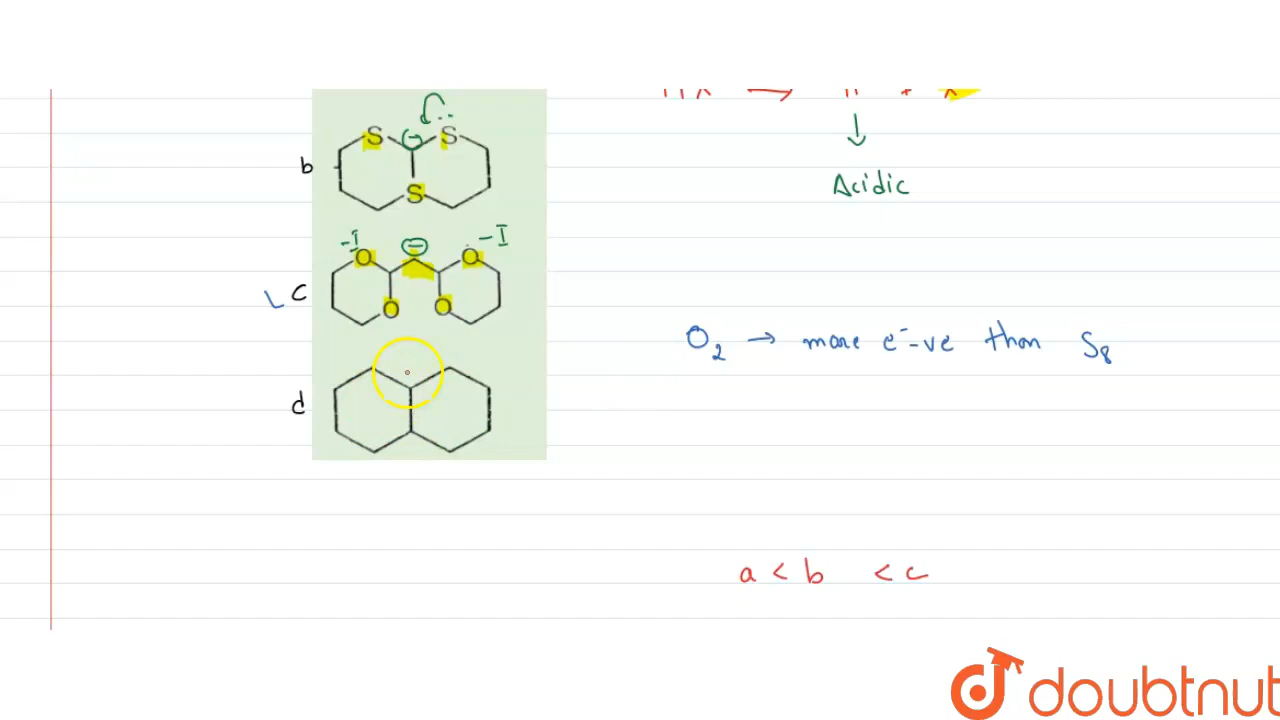 Acidic
b
S S
S
-I -I
C
O O
O O
O₂ → more e⁻-ve than S₈
d
a < b < c
doubtnut